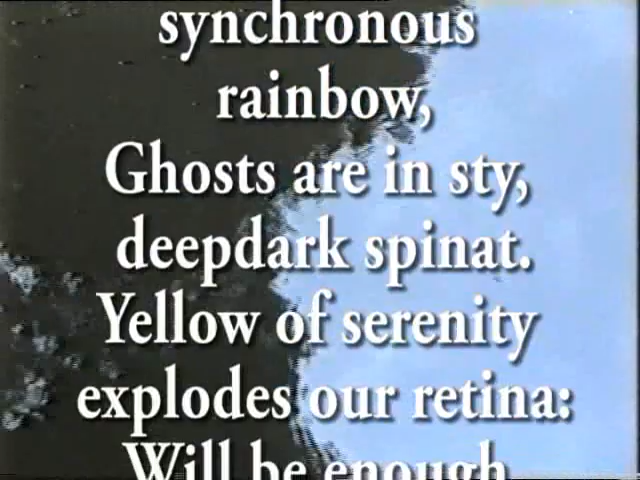 synchronous
rainbow,
Ghosts are in sty,
deepdark spinat.
Yellow of serenity
explodes our retina:
Will be enough